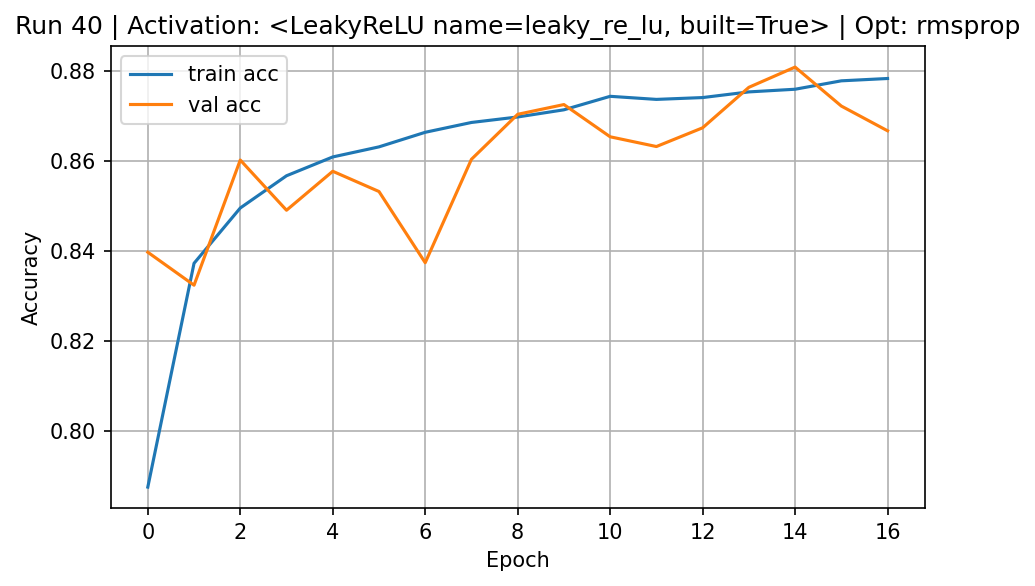 Run 40 | Activation: <LeakyReLU name=leaky_re_lu, built=True> | Opt: rmsprop
train acc
val acc
Accuracy
0.88
0.86
0.84
0.82
0.80
0 2 4 6 8 10 12 14 16
Epoch